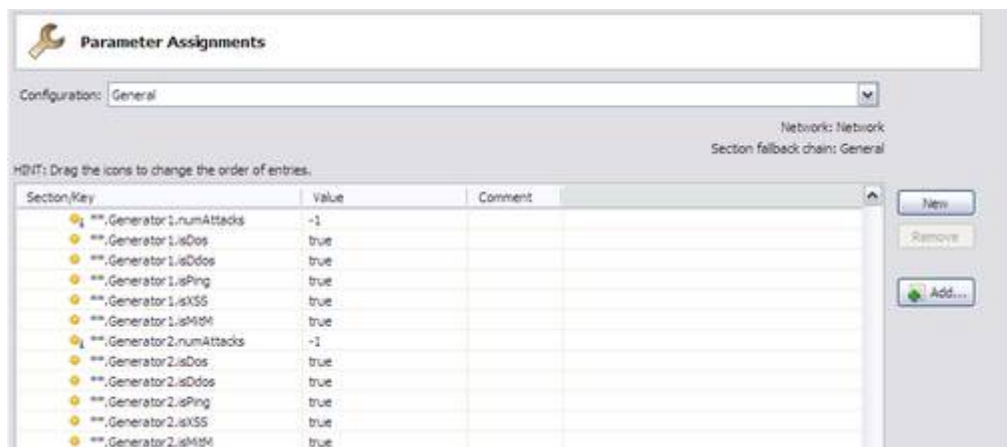 Parameter Assignments
Configuration: General
Network: Network
Section fallback chain: General
HINT: Drag the icons to change the order of entries.
Section/Key Value Comment
**.Generator1.numAttacks -1
**.Generator1.isDos true
**.Generator1.isDdos true
**.Generator1.isPing true
**.Generator1.isXSS true
**.Generator1.isMitM true
**.Generator2.numAttacks -1
**.Generator2.isDos true
**.Generator2.isDdos true
**.Generator2.isPing true
**.Generator2.isXSS true
**.Generator2.isMitM true
New
Remove
Add...